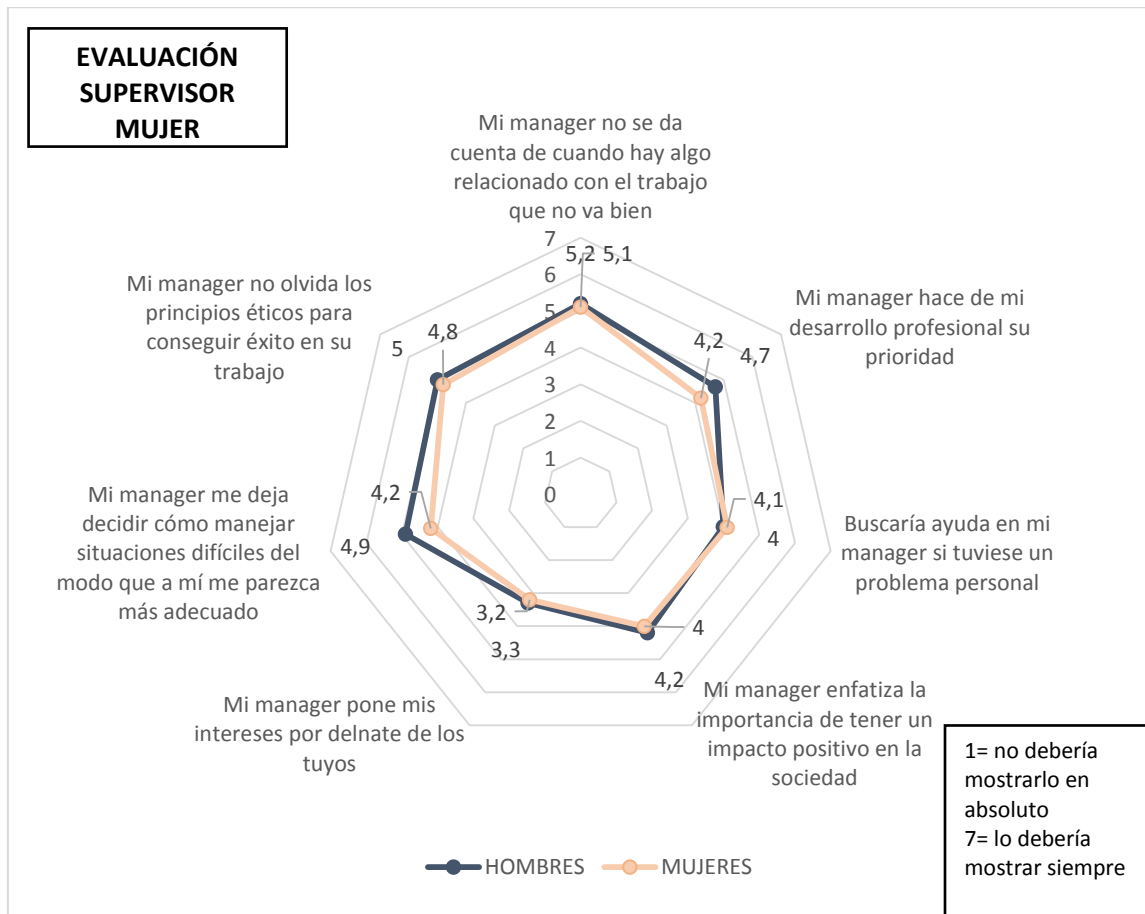 EVALUACIÓN
SUPERVISOR
MUJER
Mi manager no se da
cuenta de cuando hay algo
relacionado con el trabajo
que no va bien
Mi manager hace de mi
desarrollo profesional su
prioridad
Buscaría ayuda en mi
manager si tuviese un
problema personal
Mi manager enfatiza la
importancia de tener un
impacto positivo en la
sociedad
Mi manager pone mis
intereses por delnate de los
tuyos
Mi manager me deja
decidir cómo manejar
situaciones difíciles del
modo que a mí me parezca
más adecuado
Mi manager no olvida los
principios éticos para
conseguir éxito en su
trabajo
7
6
5
4
3
2
1
0
5,2 5,1
4,2 4,7
4,1
4
4
4,2
3,2
3,3
4,2
4,9
4,8
5
HOMBRES MUJERES
1= no debería
mostrarlo en
absoluto
7= lo debería
mostrar siempre